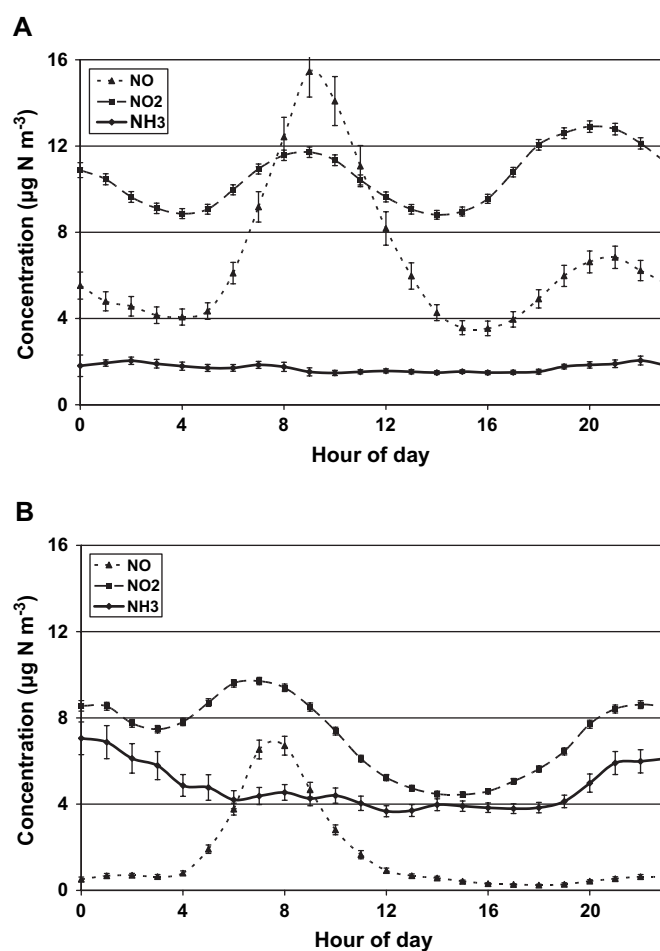 A
16
12
8
4
0
Concentration (µg N m-3)
NO
NO2
NH3
0 4 8 12 16 20
Hour of day
B
16
12
8
4
0
Concentration (µg N m-3)
NO
NO2
NH3
0 4 8 12 16 20
Hour of day